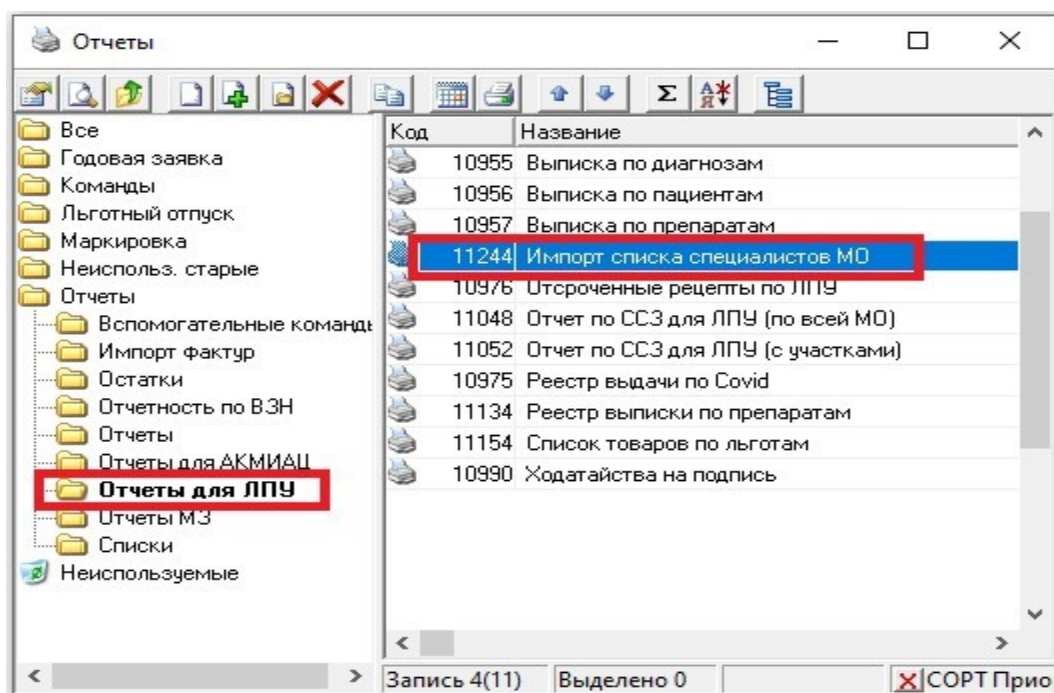 Отчеты
Все
Годовая заявка
Команды
Льготный отпуск
Маркировка
Неиспольз. старые
Отчеты
Вспомогательные команды
Импорт фактур
Остатки
Отчетность по ВЗН
Отчеты
Отчеты для АКМИАЦ
Отчеты для ЛПУ
Отчеты МЗ
Списки
Неиспользуемые
Код Название
10955 Выписка по диагнозам
10956 Выписка по пациентам
10957 Выписка по препаратам
11244 Импорт списка специалистов МО
10976 Отсроченные рецепты по ЛПУ
11048 Отчет по ССЗ для ЛПУ (по всей МО)
11052 Отчет по ССЗ для ЛПУ (с участками)
10975 Реестр выдачи по Covid
11134 Реестр выписки по препаратам
11154 Список товаров по льготам
10990 Ходатайства на подпись
Запись 4(11) Выделено 0 СОРТ Прио